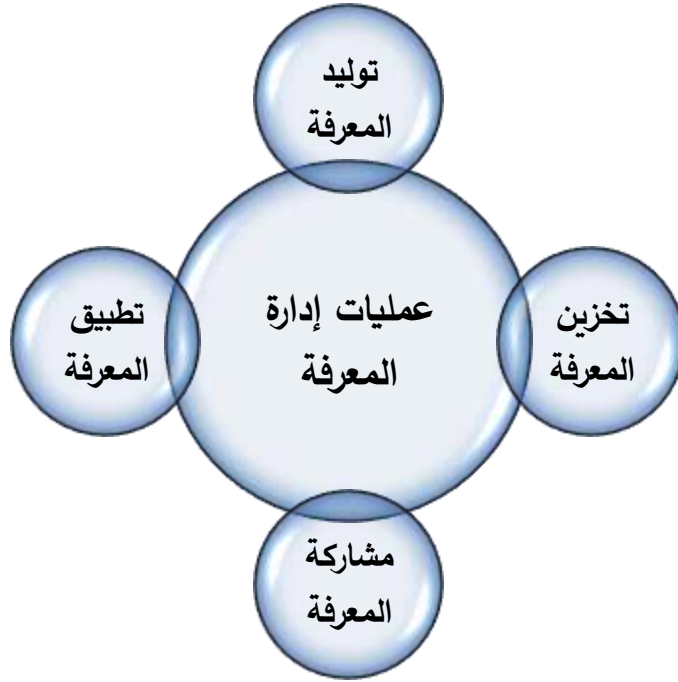 توليد
المعرفة
عمليات إدارة
المعرفة
تخزين
المعرفة
تطبيق
المعرفة
مشاركة
المعرفة